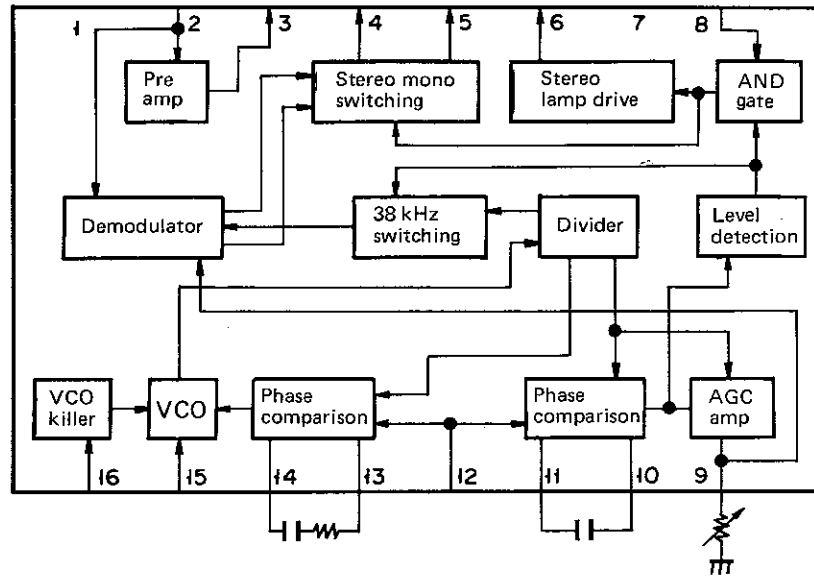 1 2 3 4 5 6 7 8
Pre
amp
Stereo mono
switching
Stereo
lamp drive
AND
gate
Demodulator
38 kHz
switching
Divider
Level
detection
VCO
killer
VCO
Phase
comparison
Phase
comparison
AGC
amp
16 15 14 13 12 11 10 9